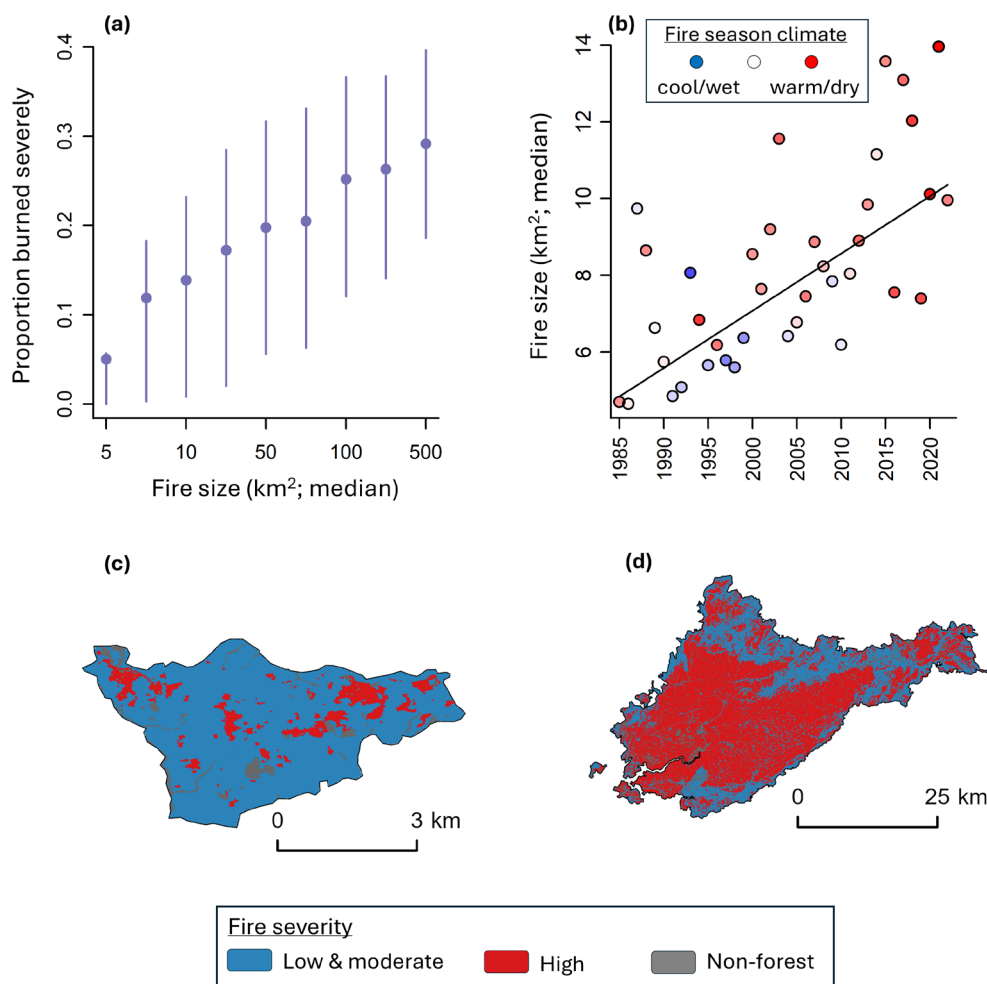 (a)
Proportion burned severely
0.4
0.3
0.2
0.1
0.0
5
10
50
100
500
Fire size (km²; median)
(b)
Fire season climate
cool/wet
warm/dry
Fire size (km²; median)
14
12
10
8
6
1985
1990
1995
2000
2005
2010
2015
2020
(c)
0
3 km
(d)
0
25 km
Fire severity
Low & moderate
High
Non-forest